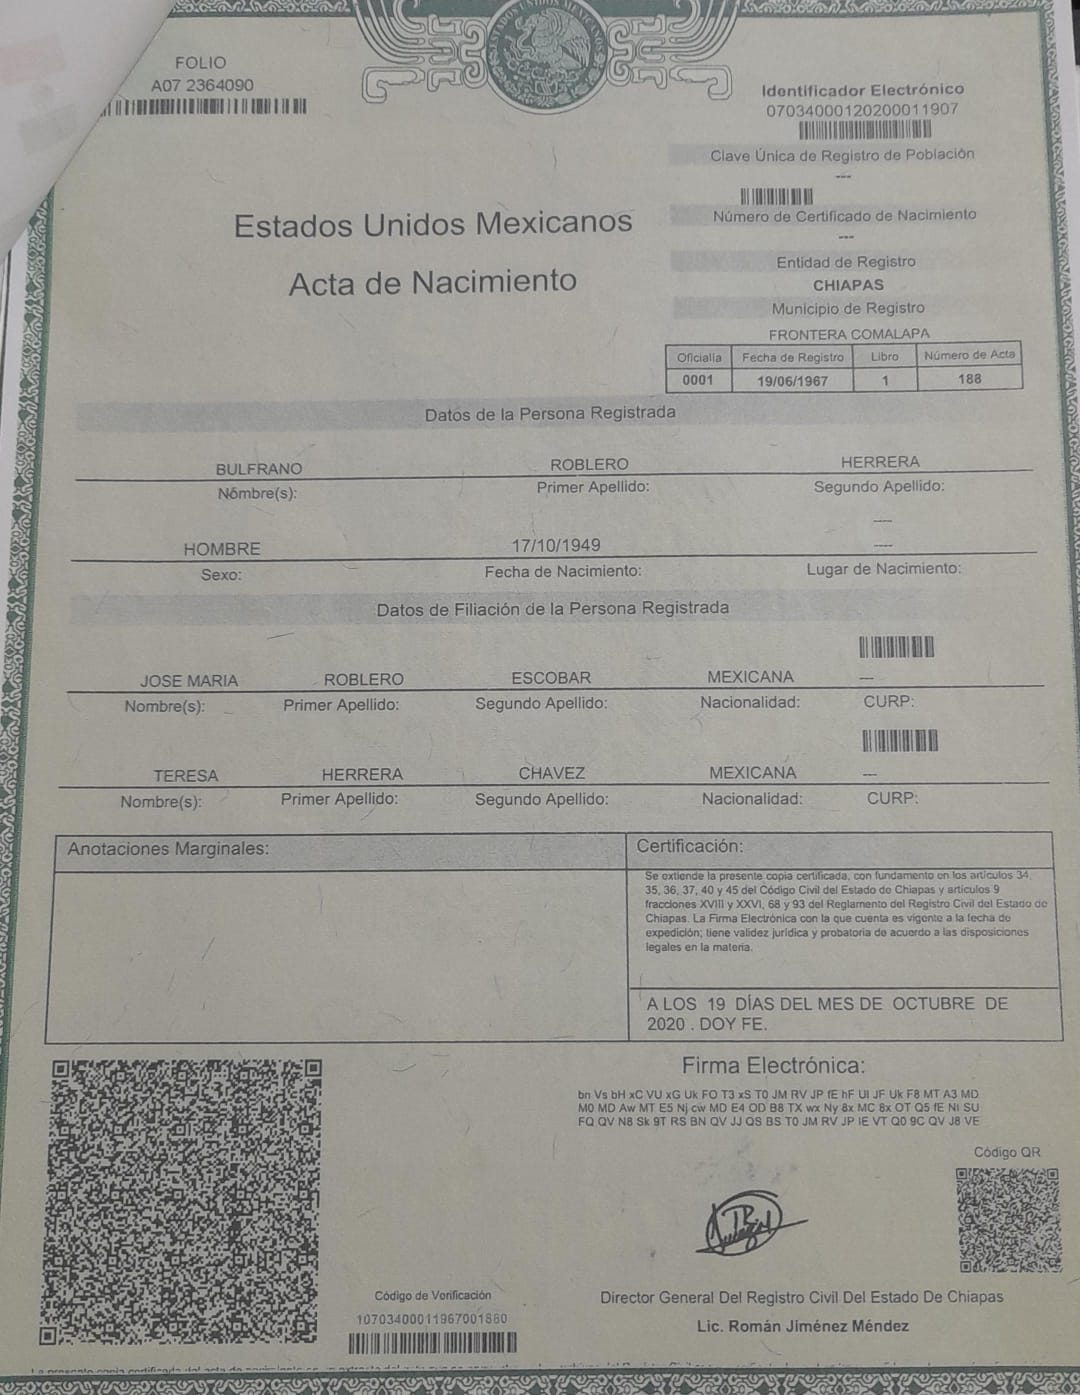 ESTADOS UNIDOS MEXICANOS
FOLIO
A07 2364090
Identificador Electrónico
07034000120200011907
Clave Única de Registro de Población
---
Número de Certificado de Nacimiento
---
Estados Unidos Mexicanos
Acta de Nacimiento
Entidad de Registro
CHIAPAS
Municipio de Registro
FRONTERA COMALAPA
Oficialía Fecha de Registro Libro Número de Acta
0001 19/06/1967 1 188
Datos de la Persona Registrada
BULFRANO ROBLERO HERRERA
Nómbre(s): Primer Apellido: Segundo Apellido:
---
HOMBRE 17/10/1949 ---
Sexo: Fecha de Nacimiento: Lugar de Nacimiento:
Datos de Filiación de la Persona Registrada
JOSE MARIA ROBLERO ESCOBAR MEXICANA ---
Nombre(s): Primer Apellido: Segundo Apellido: Nacionalidad: CURP:
TERESA HERRERA CHAVEZ MEXICANA ---
Nombre(s): Primer Apellido: Segundo Apellido: Nacionalidad: CURP:
Anotaciones Marginales:
Certificación:
Se extiende la presente copia certificada, con fundamento en los artículos 34,
35, 36, 37, 40 y 45 del Código Civil del Estado de Chiapas y artículos 9
fracciones XVIII y XXVI, 68 y 93 del Reglamento del Registro Civil del Estado de
Chiapas. La Firma Electrónica con la que cuenta es vigente a la fecha de
expedición; tiene validez jurídica y probatoria de acuerdo a las disposiciones
legales en la materia.
A LOS 19 DÍAS DEL MES DE OCTUBRE DE
2020 . DOY FE.
Firma Electrónica:
bn Vs bH xC VU xG Uk FO T3 xS T0 JM RV JP fE hF UI JF Uk F8 MT A3 MD
M0 MD Aw MT E5 Nj cw MD E4 OD B8 TX wx Ny 8x MC 8x OT Q5 fE NI SU
FQ QV N8 Sk 9T RS BN QV JJ QS BS T0 JM RV JP IE VT Q0 9C QV J8 VE
Código QR
Código de Verificación
10703400011967001880
Director General Del Registro Civil Del Estado De Chiapas
Lic. Román Jiménez Méndez